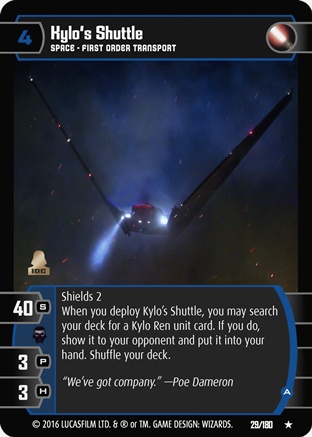 4
Kylo's Shuttle
SPACE - FIRST ORDER TRANSPORT
IDC
40 S
3 P
3 H
Shields 2
When you deploy Kylo's Shuttle, you may search
your deck for a Kylo Ren unit card. If you do,
show it to your opponent and put it into your
hand. Shuffle your deck.
"We've got company." —Poe Dameron
A
© 2016 LUCASFILM LTD. & ® or TM. GAME DESIGN: WIZARDS.
29/180